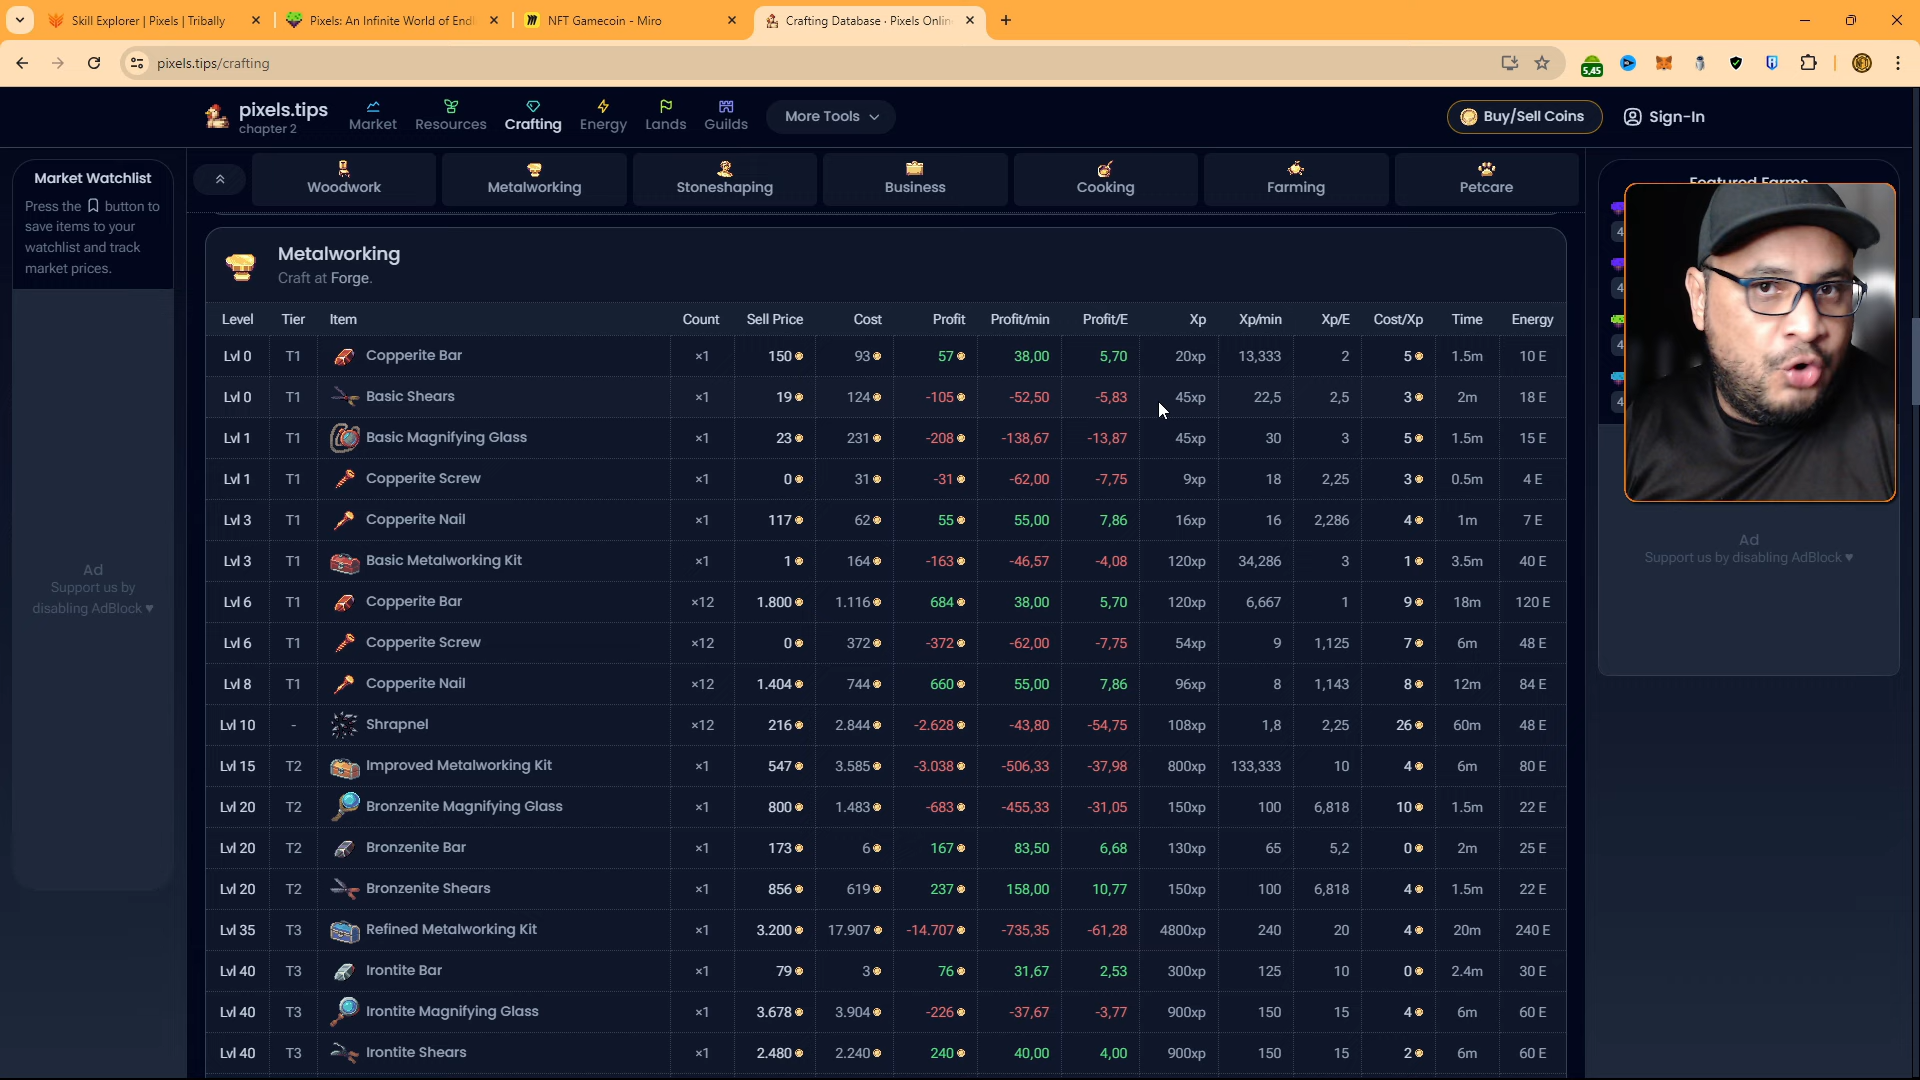 Skill Explorer | Pixels | Tribally
Pixels: An Infinite World of Endl
NFT Gamecoin - Miro
Crafting Database · Pixels Onlin
pixels.tips/crafting
5,45
pixels.tips
chapter 2
Market
Resources
Crafting
Energy
Lands
Guilds
More Tools
Buy/Sell Coins
Sign-In
Market Watchlist
Press the button to
save items to your
watchlist and track
market prices.
Ad
Support us by
disabling AdBlock ♥
Woodwork
Metalworking
Stoneshaping
Business
Cooking
Farming
Petcare
Metalworking
Craft at Forge.
Level Tier Item Count Sell Price Cost Profit Profit/min Profit/E Xp Xp/min Xp/E Cost/Xp Time Energy
Lvl 0 T1 Copperite Bar ×1 150 93 57 38,00 5,70 20xp 13,333 2 5 1.5m 10 E
Lvl 0 T1 Basic Shears ×1 19 124 -105 -52,50 -5,83 45xp 22,5 2,5 3 2m 18 E
Lvl 1 T1 Basic Magnifying Glass ×1 23 231 -208 -138,67 -13,87 45xp 30 3 5 1.5m 15 E
Lvl 1 T1 Copperite Screw ×1 0 31 -31 -62,00 -7,75 9xp 18 2,25 3 0.5m 4 E
Lvl 3 T1 Copperite Nail ×1 117 62 55 55,00 7,86 16xp 16 2,286 4 1m 7 E
Lvl 3 T1 Basic Metalworking Kit ×1 1 164 -163 -46,57 -4,08 120xp 34,286 3 1 3.5m 40 E
Lvl 6 T1 Copperite Bar ×12 1.800 1.116 684 38,00 5,70 120xp 6,667 1 9 18m 120 E
Lvl 6 T1 Copperite Screw ×12 0 372 -372 -62,00 -7,75 54xp 9 1,125 7 6m 48 E
Lvl 8 T1 Copperite Nail ×12 1.404 744 660 55,00 7,86 96xp 8 1,143 8 12m 84 E
Lvl 10 - Shrapnel ×12 216 2.844 -2.628 -43,80 -54,75 108xp 1,8 2,25 26 60m 48 E
Lvl 15 T2 Improved Metalworking Kit ×1 547 3.585 -3.038 -506,33 -37,98 800xp 133,333 10 4 6m 80 E
Lvl 20 T2 Bronzenite Magnifying Glass ×1 800 1.483 -683 -455,33 -31,05 150xp 100 6,818 10 1.5m 22 E
Lvl 20 T2 Bronzenite Bar ×1 173 6 167 83,50 6,68 130xp 65 5,2 0 2m 25 E
Lvl 20 T2 Bronzenite Shears ×1 856 619 237 158,00 10,77 150xp 100 6,818 4 1.5m 22 E
Lvl 35 T3 Refined Metalworking Kit ×1 3.200 17.907 -14.707 -735,35 -61,28 4800xp 240 20 4 20m 240 E
Lvl 40 T3 Irontite Bar ×1 79 3 76 31,67 2,53 300xp 125 10 0 2.4m 30 E
Lvl 40 T3 Irontite Magnifying Glass ×1 3.678 3.904 -226 -37,67 -3,77 900xp 150 15 4 6m 60 E
Lvl 40 T3 Irontite Shears ×1 2.480 2.240 240 40,00 4,00 900xp 150 15 2 6m 60 E
Featured Farms
4
4
4
4
Ad
Support us by disabling AdBlock ♥